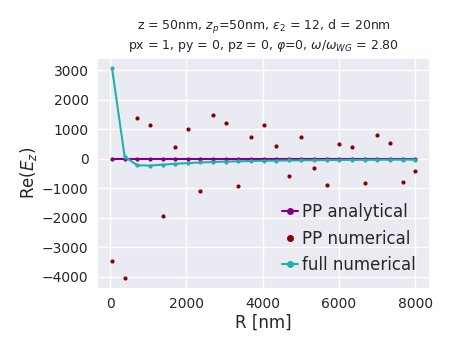 z = 50nm, z_p=50nm, ε_2 = 12, d = 20nm
px = 1, py = 0, pz = 0, φ=0, ω/ω_WG = 2.80
3000
2000
1000
0
−1000
−2000
−3000
−4000
Re(E_z)
PP analytical
PP numerical
full numerical
0 2000 4000 6000 8000
R [nm]